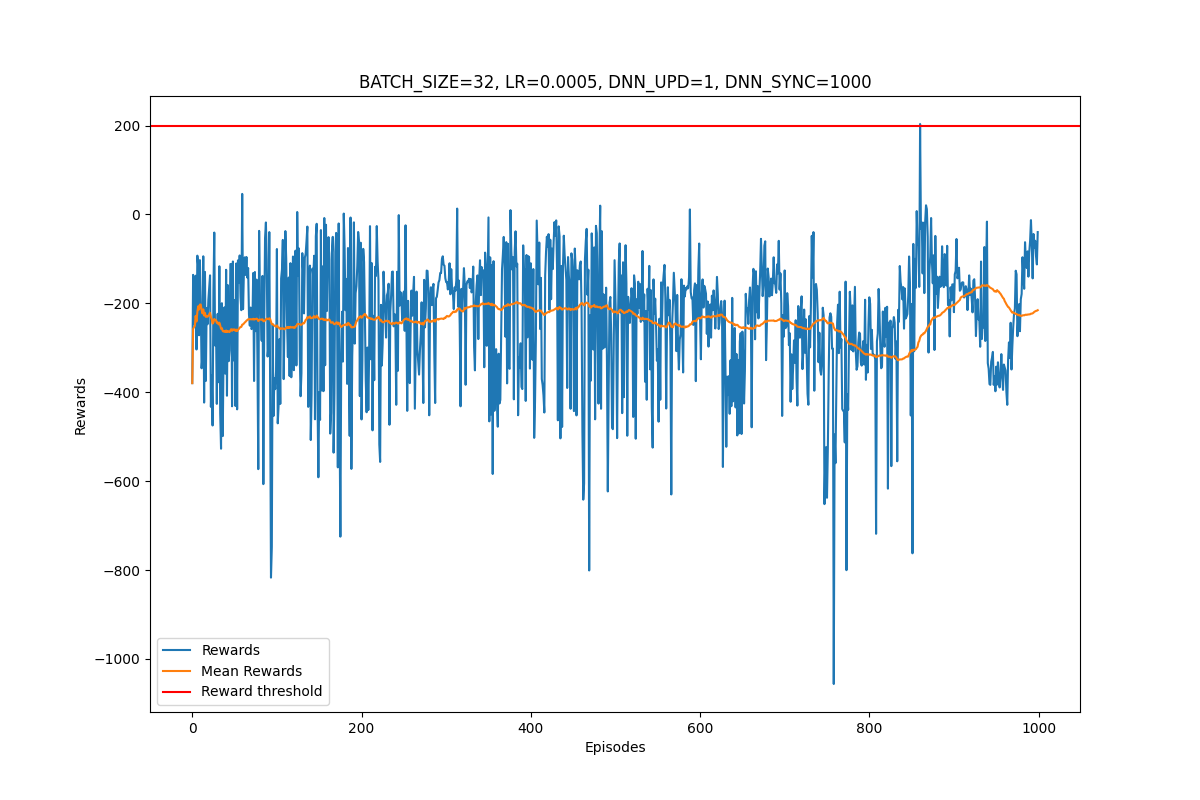 BATCH_SIZE=32, LR=0.0005, DNN_UPD=1, DNN_SYNC=1000
200
0
−200
−400
−600
−800
−1000
Rewards
Rewards
Mean Rewards
Reward threshold
0
200
400
600
800
1000
Episodes